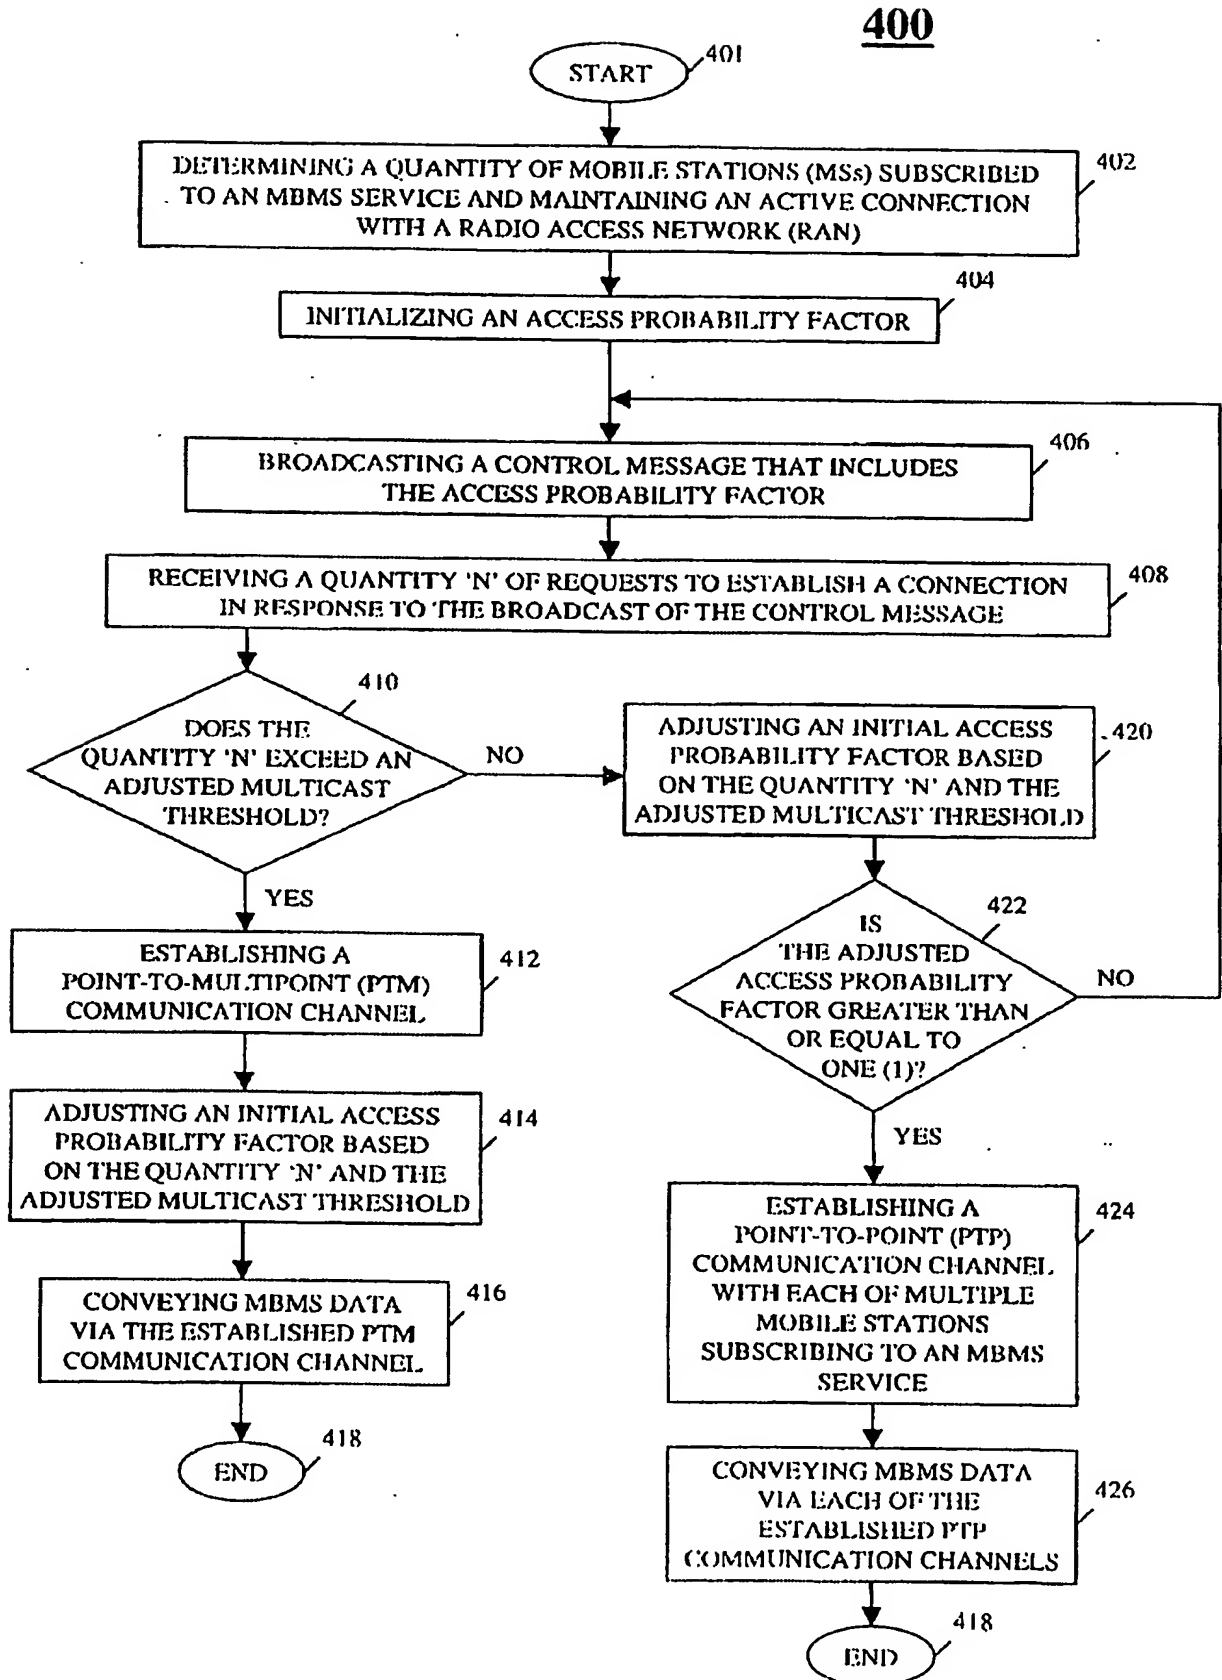 400
START
401
DETERMINING A QUANTITY OF MOBILE STATIONS (MSs) SUBSCRIBED
TO AN MBMS SERVICE AND MAINTAINING AN ACTIVE CONNECTION
WITH A RADIO ACCESS NETWORK (RAN)
402
404
INITIALIZING AN ACCESS PROBABILITY FACTOR
406
BROADCASTING A CONTROL MESSAGE THAT INCLUDES
THE ACCESS PROBABILITY FACTOR
RECEIVING A QUANTITY 'N' OF REQUESTS TO ESTABLISH A CONNECTION
IN RESPONSE TO THE BROADCAST OF THE CONTROL MESSAGE
408
410
DOES THE
QUANTITY 'N' EXCEED AN
ADJUSTED MULTICAST
THRESHOLD?
NO
YES
ADJUSTING AN INITIAL ACCESS
PROBABILITY FACTOR BASED
ON THE QUANTITY 'N' AND THE
ADJUSTED MULTICAST THRESHOLD
420
422
IS
THE ADJUSTED
ACCESS PROBABILITY
FACTOR GREATER THAN
OR EQUAL TO
ONE (1)?
NO
YES
ESTABLISHING A
POINT-TO-MULTIPOINT (PTM)
COMMUNICATION CHANNEL
412
ADJUSTING AN INITIAL ACCESS
PROBABILITY FACTOR BASED
ON THE QUANTITY 'N' AND THE
ADJUSTED MULTICAST THRESHOLD
414
CONVEYING MBMS DATA
VIA THE ESTABLISHED PTM
COMMUNICATION CHANNEL
416
END
418
ESTABLISHING A
POINT-TO-POINT (PTP)
COMMUNICATION CHANNEL
WITH EACH OF MULTIPLE
MOBILE STATIONS
SUBSCRIBING TO AN MBMS
SERVICE
424
CONVEYING MBMS DATA
VIA EACH OF THE
ESTABLISHED PTP
COMMUNICATION CHANNELS
426
END
418